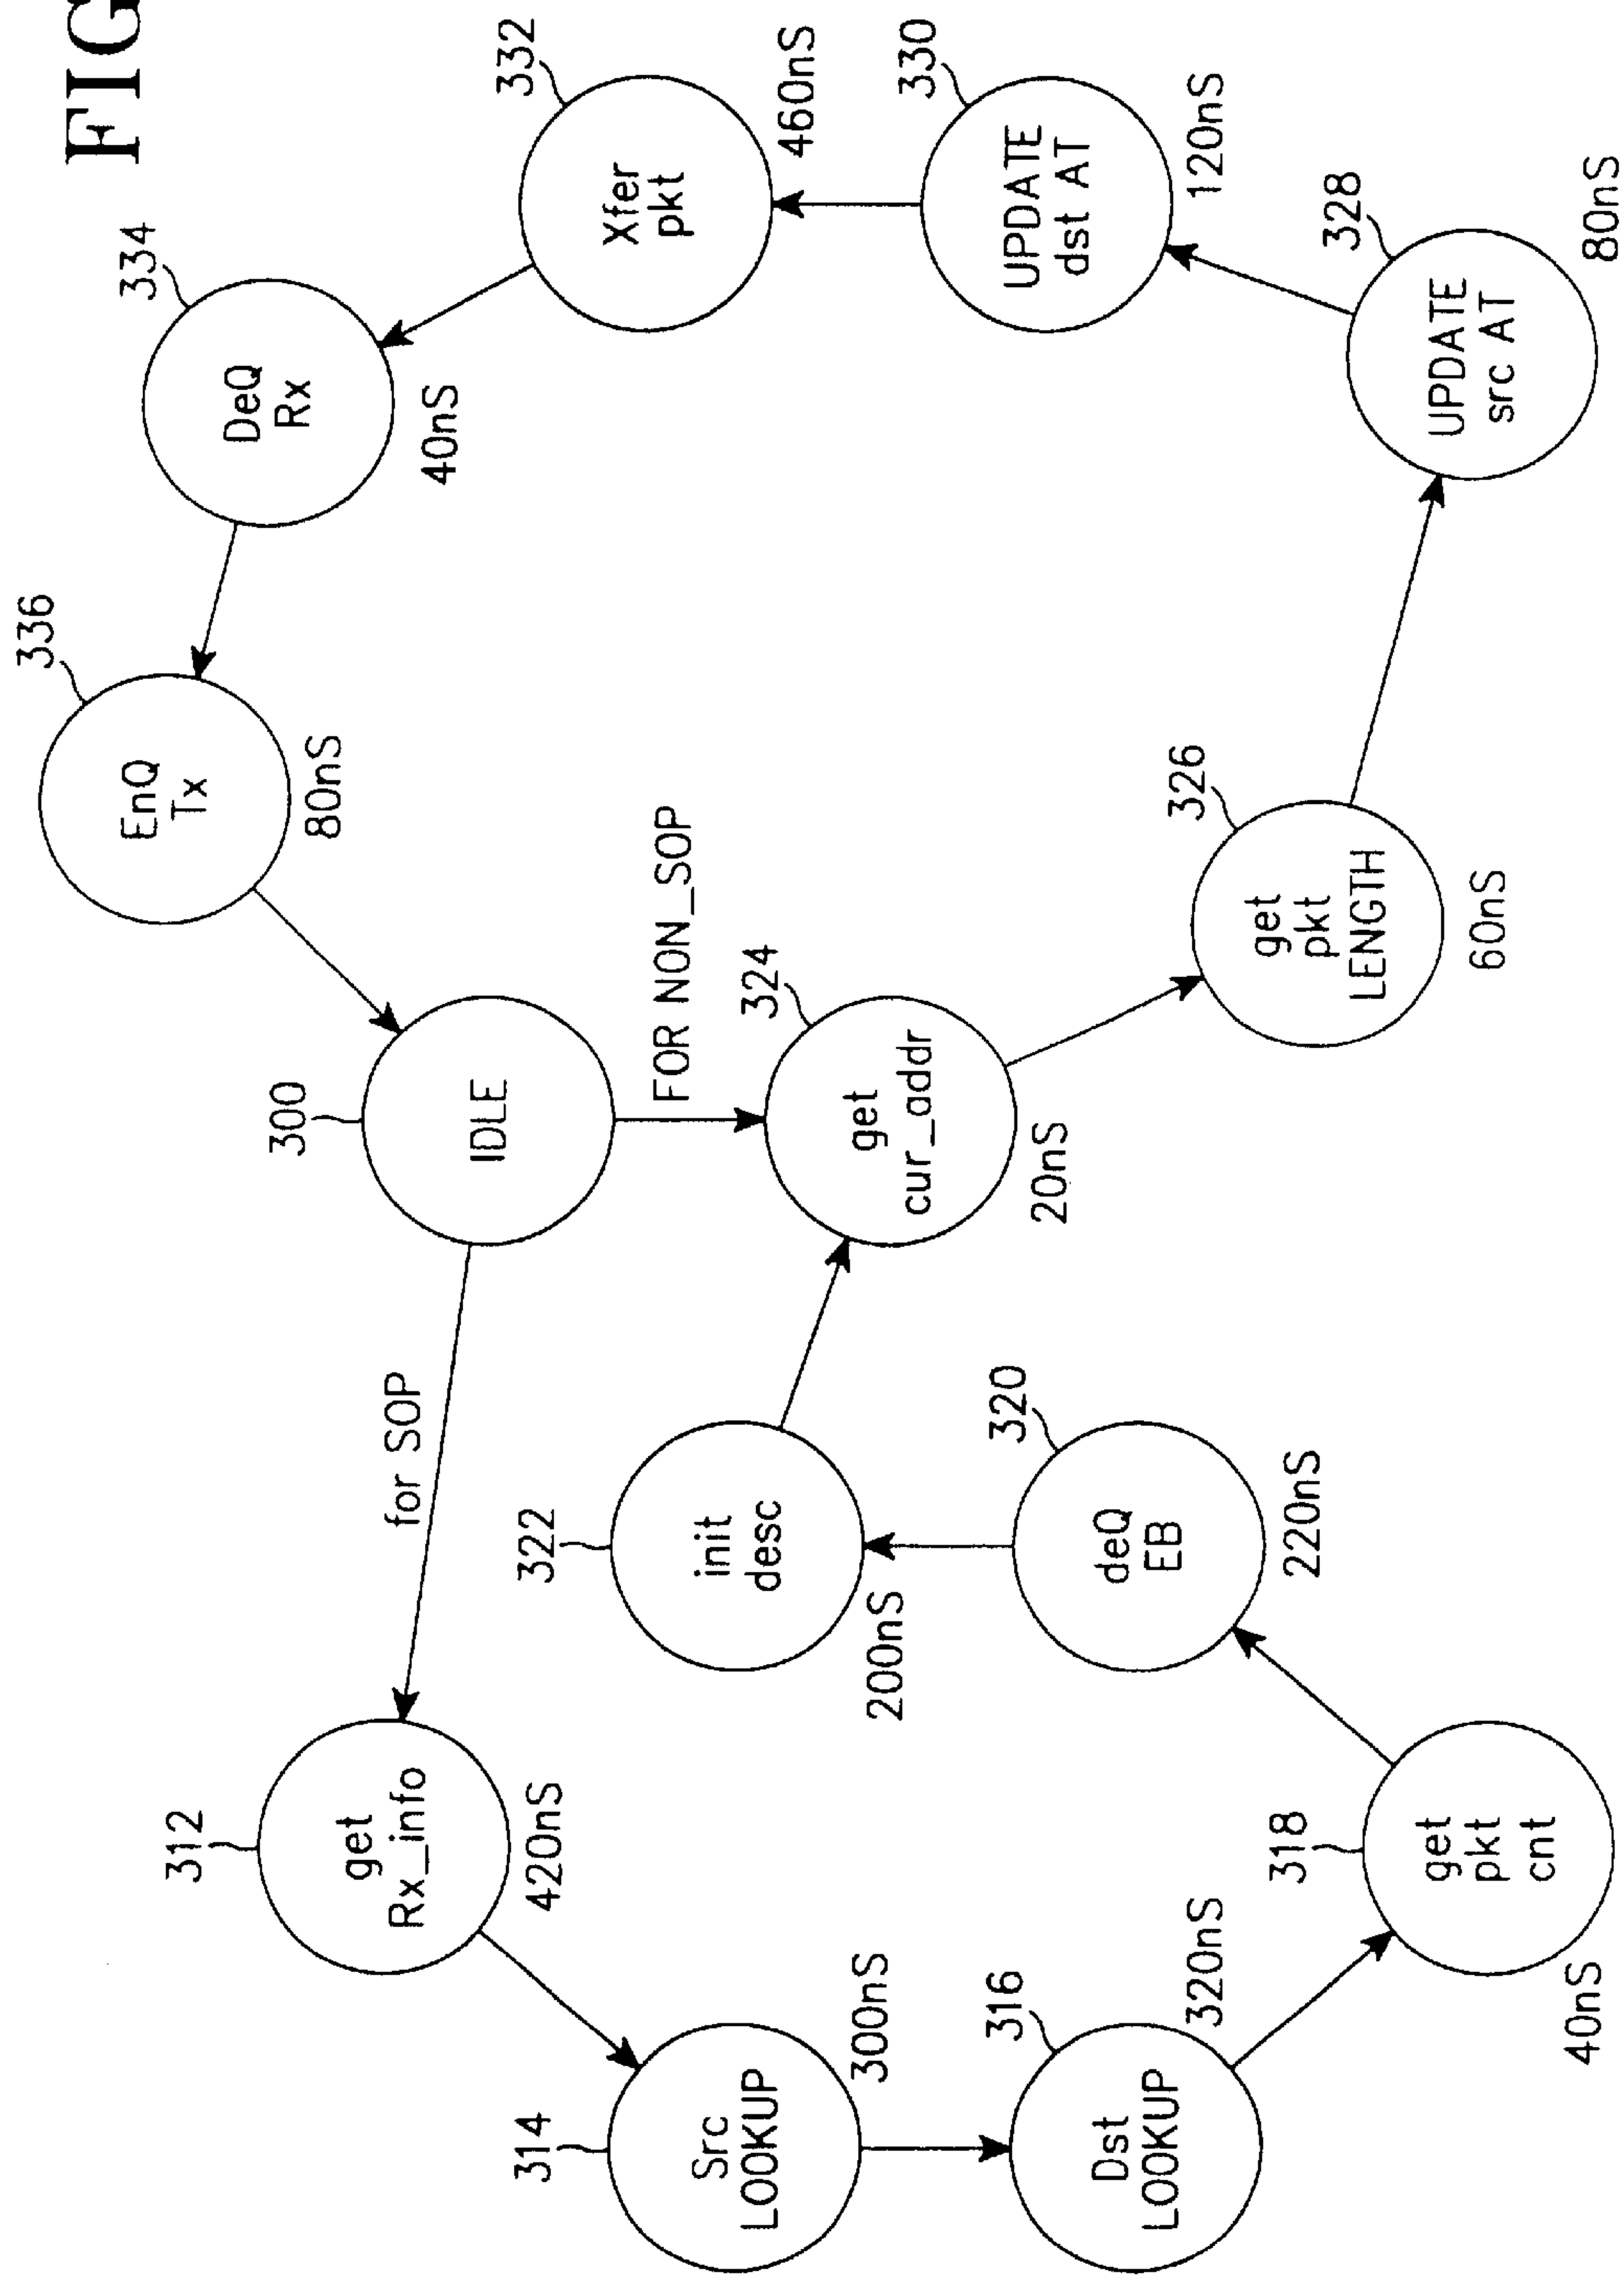 FIG
300
IDLE
for SOP
FOR NON_SOP
312
get
Rx_info
420nS
314
Src
LOOKUP
300nS
316
Dst
LOOKUP
320nS
318
get
pkt
cnt
40nS
320
deQ
EB
220nS
322
init
desc
200nS
324
get
cur_addr
20nS
326
get
pkt
LENGTH
60nS
328
UPDATE
src AT
80nS
330
UPDATE
dst AT
120nS
332
Xfer
pkt
460nS
334
DeQ
Rx
40nS
336
EnQ
Tx
80nS